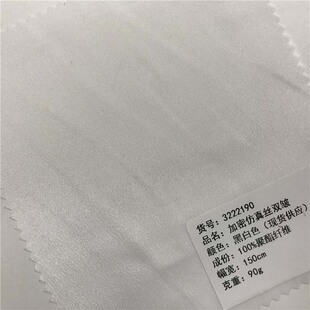 货号：3222190
品名：加密仿真丝双皱
颜色：黑白色（现货供应）
成份：100%聚酯纤维
幅宽：150cm
克重：90g